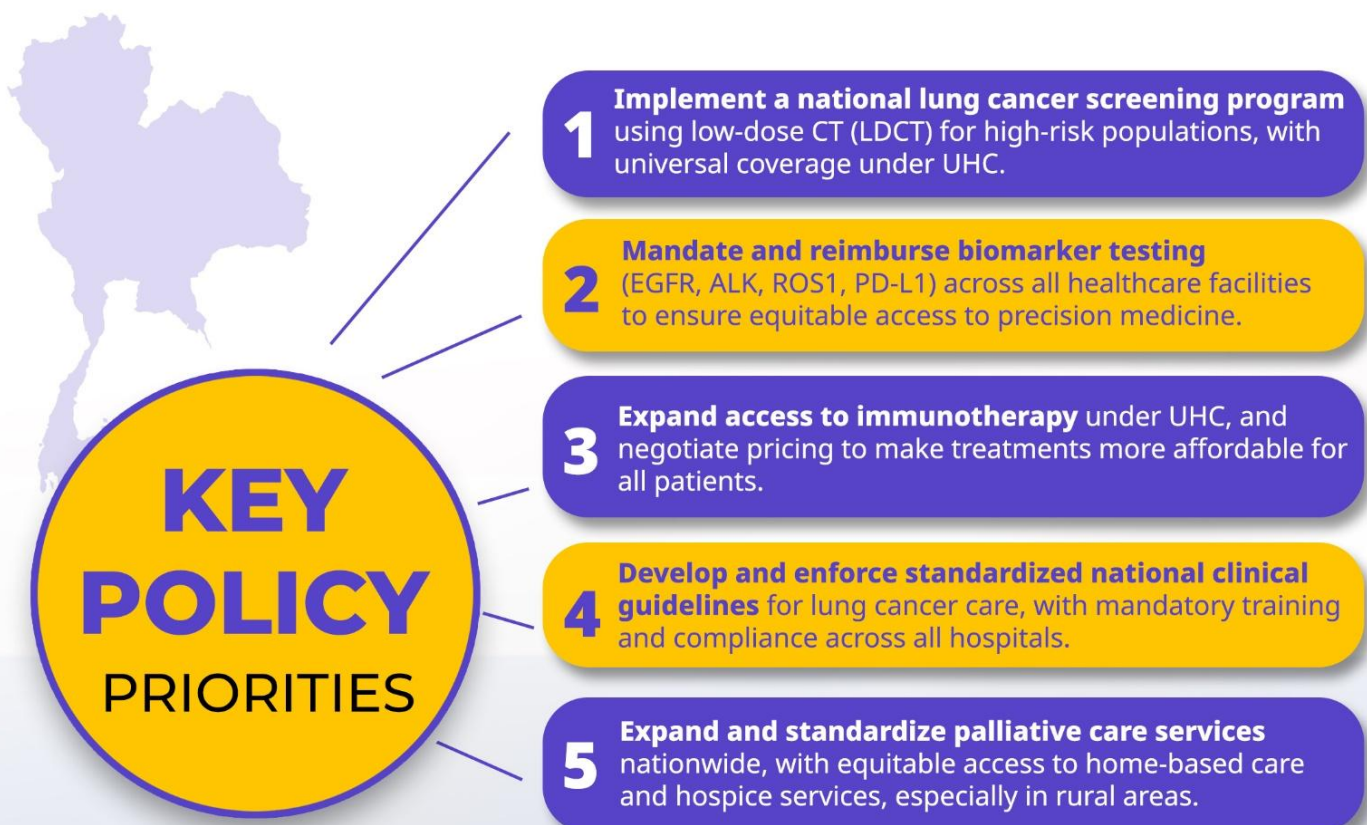 KEY
POLICY
PRIORITIES
1
Implement a national lung cancer screening program
using low-dose CT (LDCT) for high-risk populations, with
universal coverage under UHC.
2
Mandate and reimburse biomarker testing
(EGFR, ALK, ROS1, PD-L1) across all healthcare facilities
to ensure equitable access to precision medicine.
3
Expand access to immunotherapy under UHC, and
negotiate pricing to make treatments more affordable for
all patients.
4
Develop and enforce standardized national clinical
guidelines for lung cancer care, with mandatory training
and compliance across all hospitals.
5
Expand and standardize palliative care services
nationwide, with equitable access to home-based care
and hospice services, especially in rural areas.